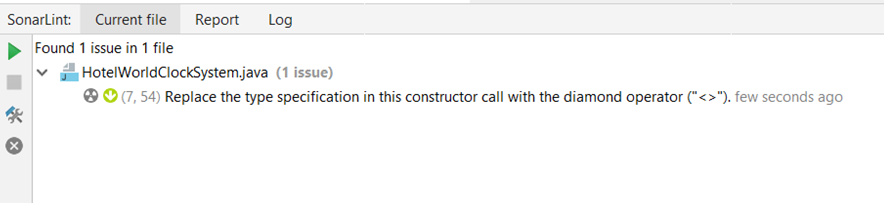 SonarLint: Current file Report Log
Found 1 issue in 1 file
HotelWorldClockSystem.java (1 issue)
(7, 54) Replace the type specification in this constructor call with the diamond operator ("<>"). few seconds ago